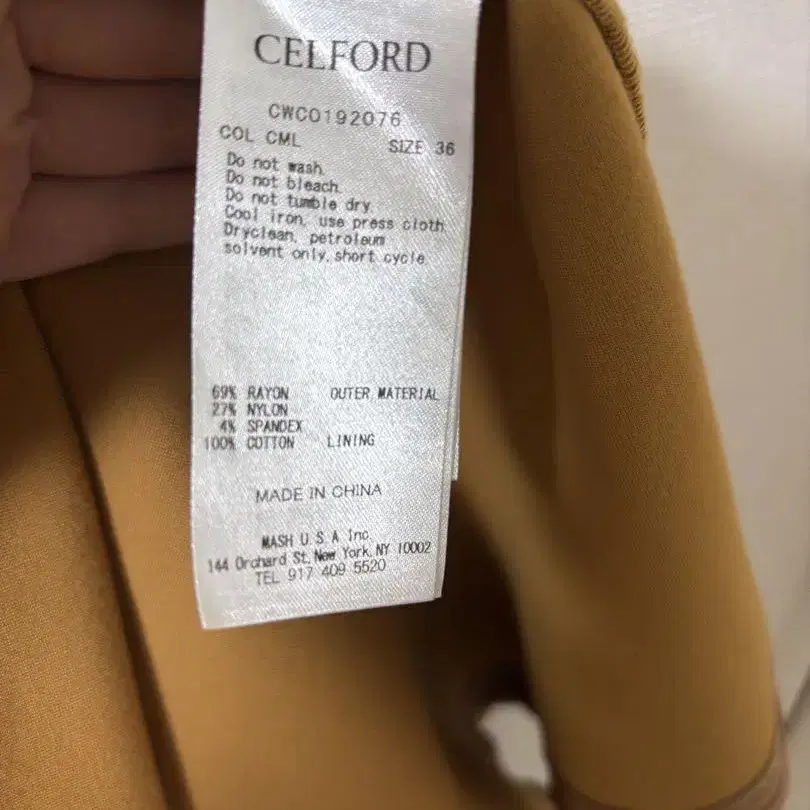 CELFORD
CWCO192076
COL CML SIZE 36
Do not wash.
Do not bleach.
Do not tumble dry.
Cool iron, use press cloth.
Dryclean, petroleum
solvent only, short cycle.
69% RAYON OUTER MATERIAL
27% NYLON
4% SPANDEX
100% COTTON LINING
MADE IN CHINA
MASH U.S.A Inc.
144 Orchard St, New York, NY 10002
TEL 917 409 5520